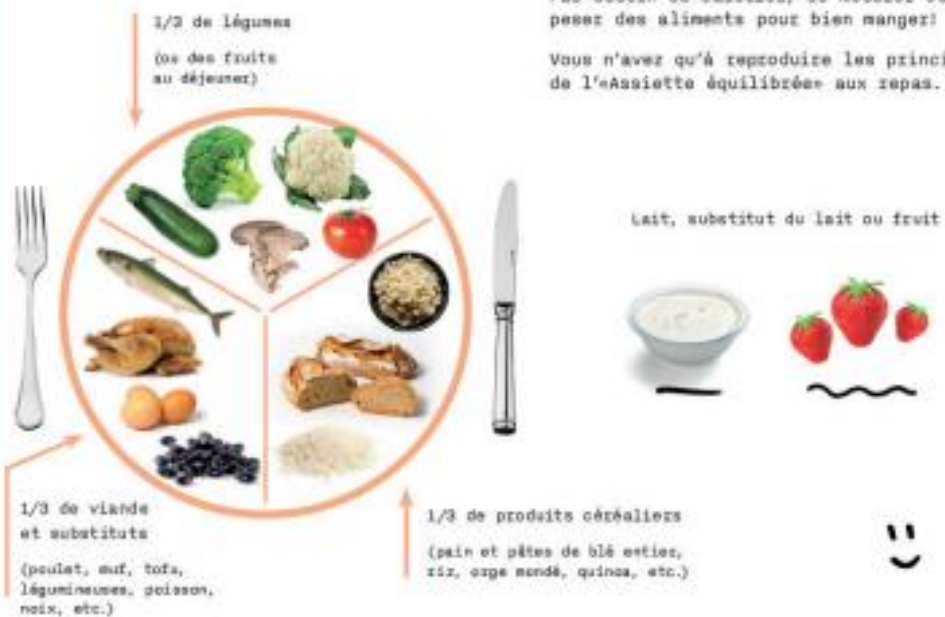 1/3 de légumes
(ou des fruits
au déjeuner)
peser des aliments pour bien manger!
Vous n'avez qu'à reproduire les princi
de l'«Assiette équilibrée» aux repas.
Lait, substitut du lait ou fruit
1/3 de viande
et substituts
(poulet, œuf, tofu,
légumineuses, poisson,
noix, etc.)
1/3 de produits céréaliers
(pain et pâtes de blé entier,
riz, orge mondé, quinoa, etc.)